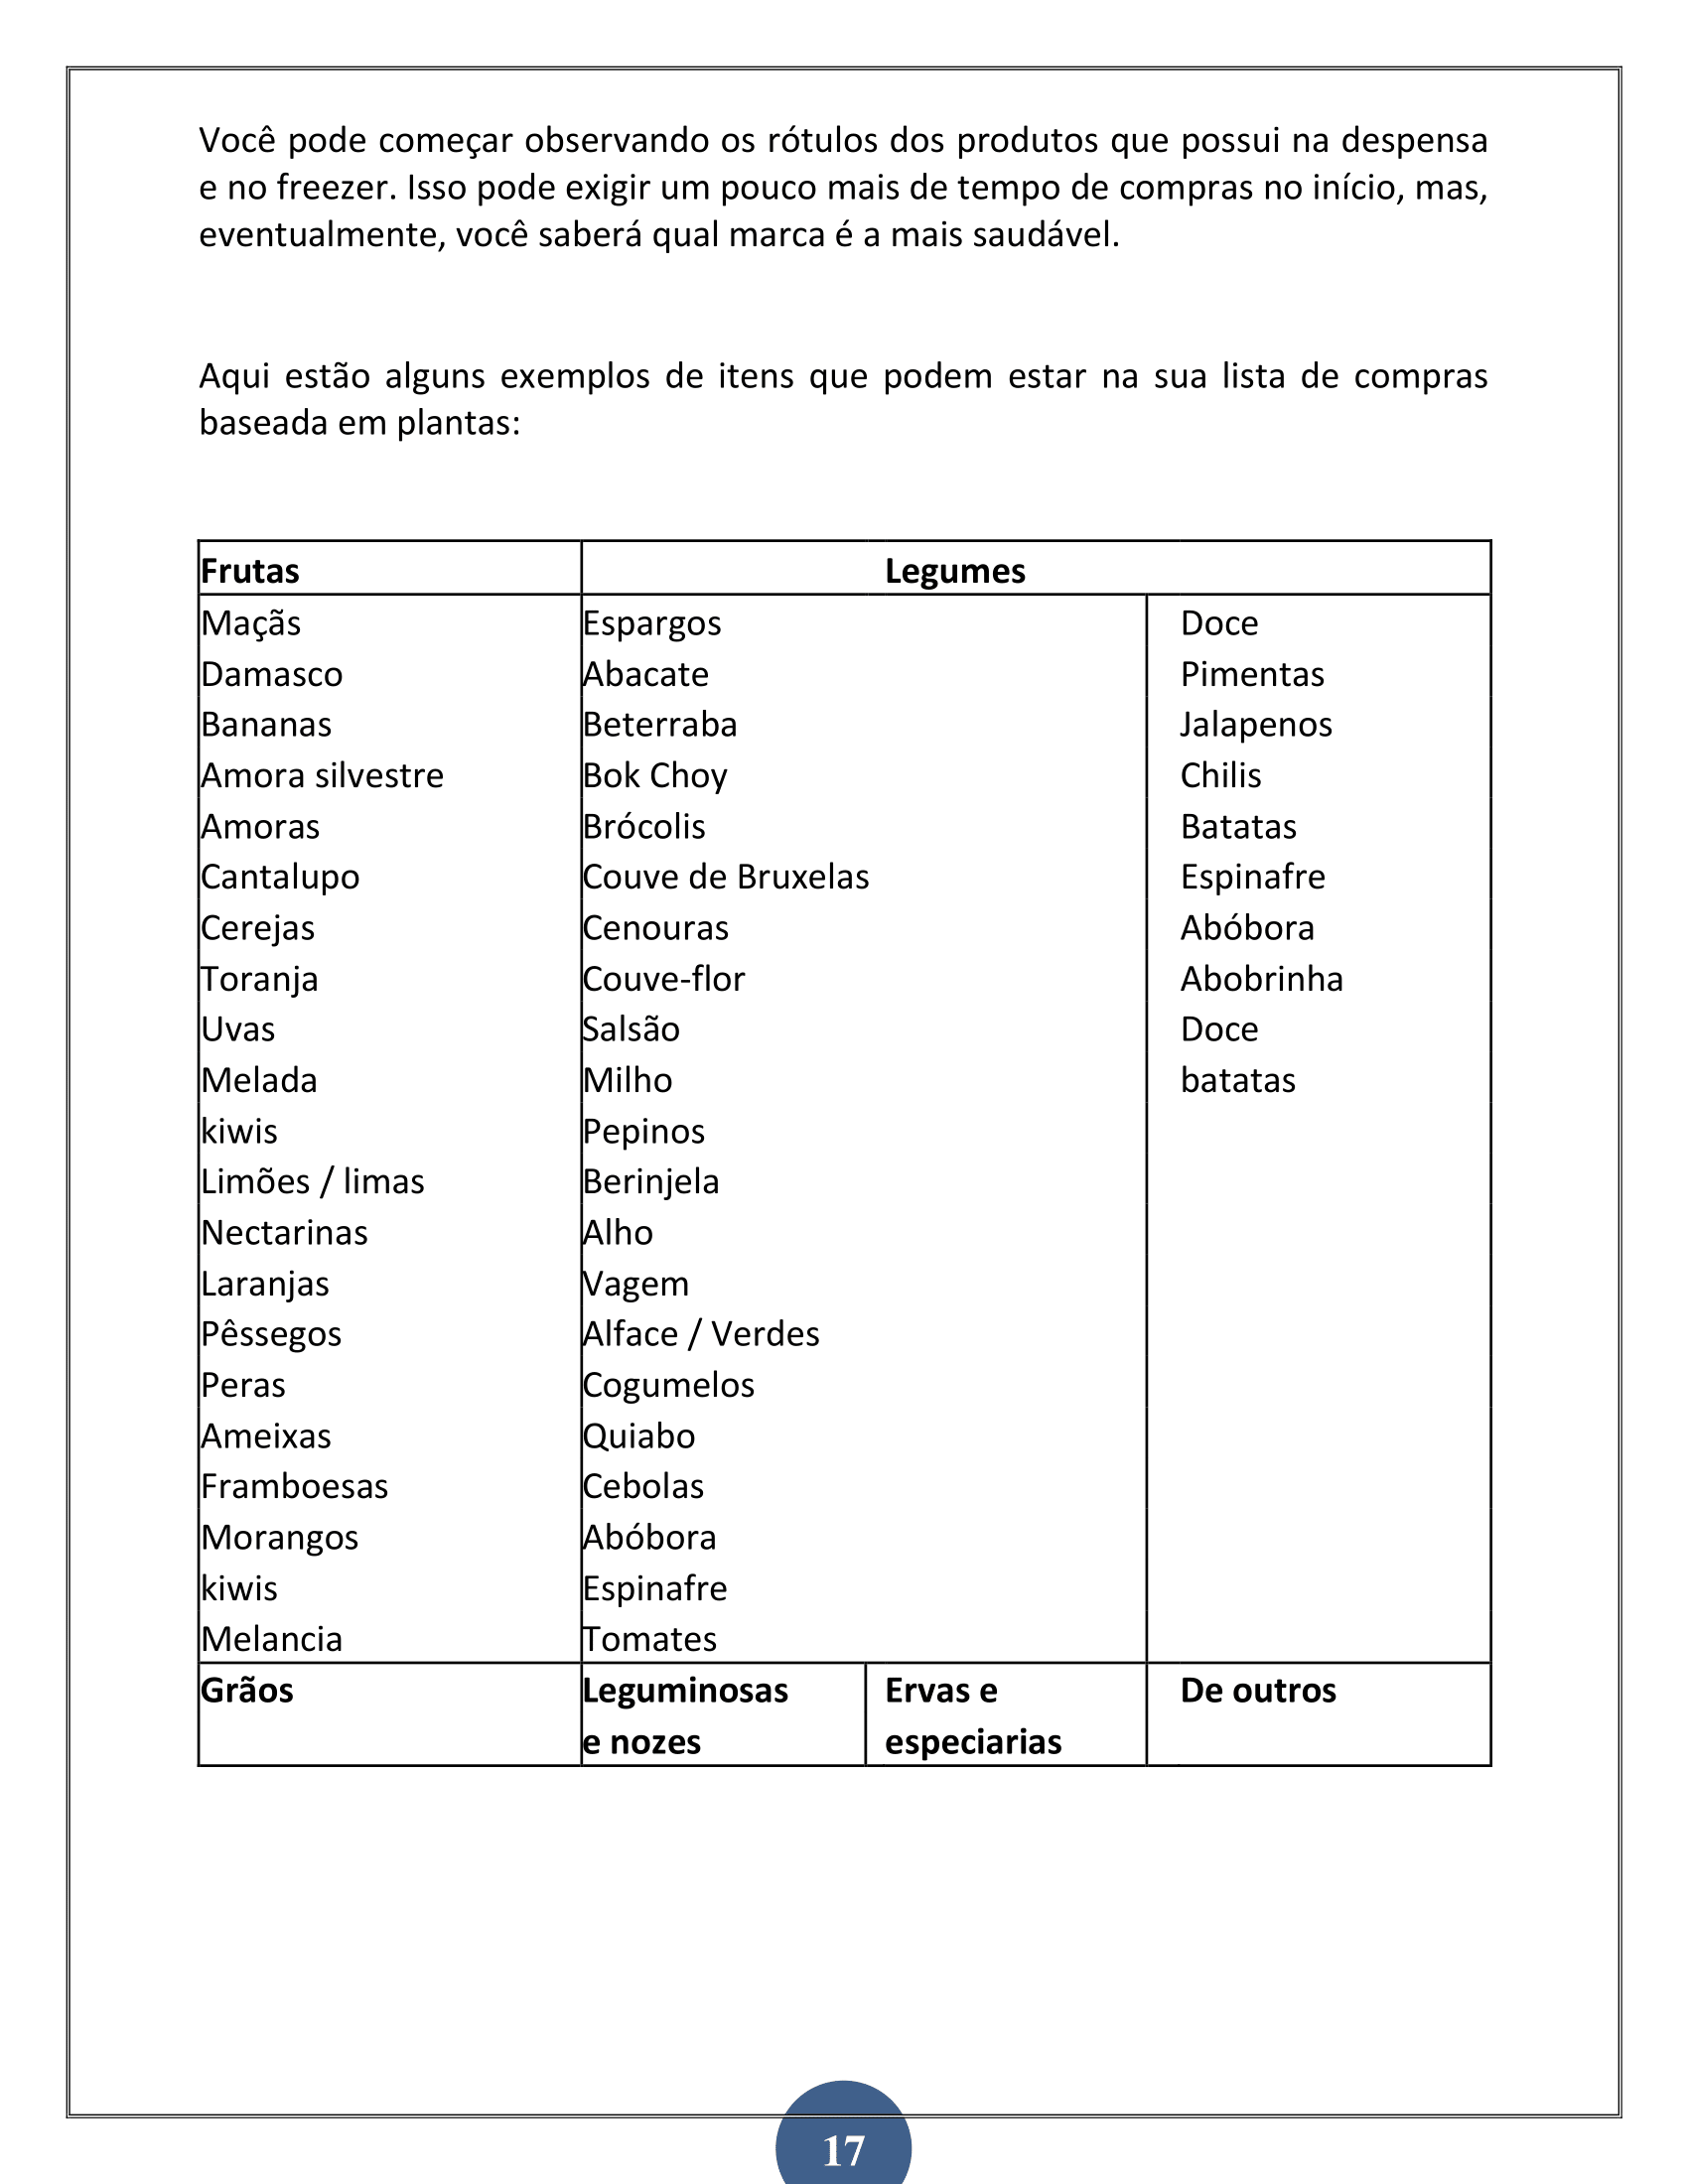 Você pode começar observando os rótulos dos produtos que possui na despensa
e no freezer. Isso pode exigir um pouco mais de tempo de compras no início, mas,
eventualmente, você saberá qual marca é a mais saudável.
Aqui estão alguns exemplos de itens que podem estar na sua lista de compras
baseada em plantas:
Frutas Legumes
Maçãs Espargos Doce
Damasco Abacate Pimentas
Bananas Beterraba Jalapenos
Amora silvestre Bok Choy Chilis
Amoras Brócolis Batatas
Cantalupo Couve de Bruxelas Espinafre
Cerejas Cenouras Abóbora
Toranja Couve-flor Abobrinha
Uvas Salsão Doce
Melada Milho batatas
kiwis Pepinos
Limões / limas Berinjela
Nectarinas Alho
Laranjas Vagem
Pêssegos Alface / Verdes
Peras Cogumelos
Ameixas Quiabo
Framboesas Cebolas
Morangos Abóbora
kiwis Espinafre
Melancia Tomates
Grãos Leguminosas Ervas e De outros
e nozes especiarias
17